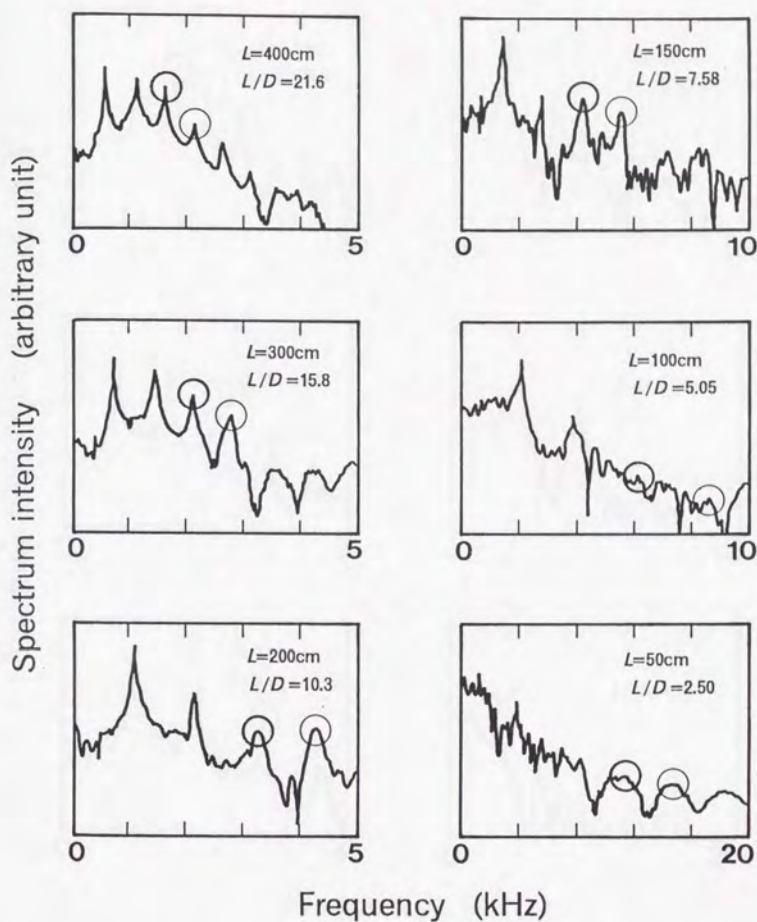 Spectrum intensity (arbitrary unit)
L=400cm
L/D=21.6
0 5
L=150cm
L/D=7.58
0 10
L=300cm
L/D=15.8
0 5
L=100cm
L/D=5.05
0 10
L=200cm
L/D=10.3
0 5
L=50cm
L/D=2.50
0 20
Frequency (kHz)